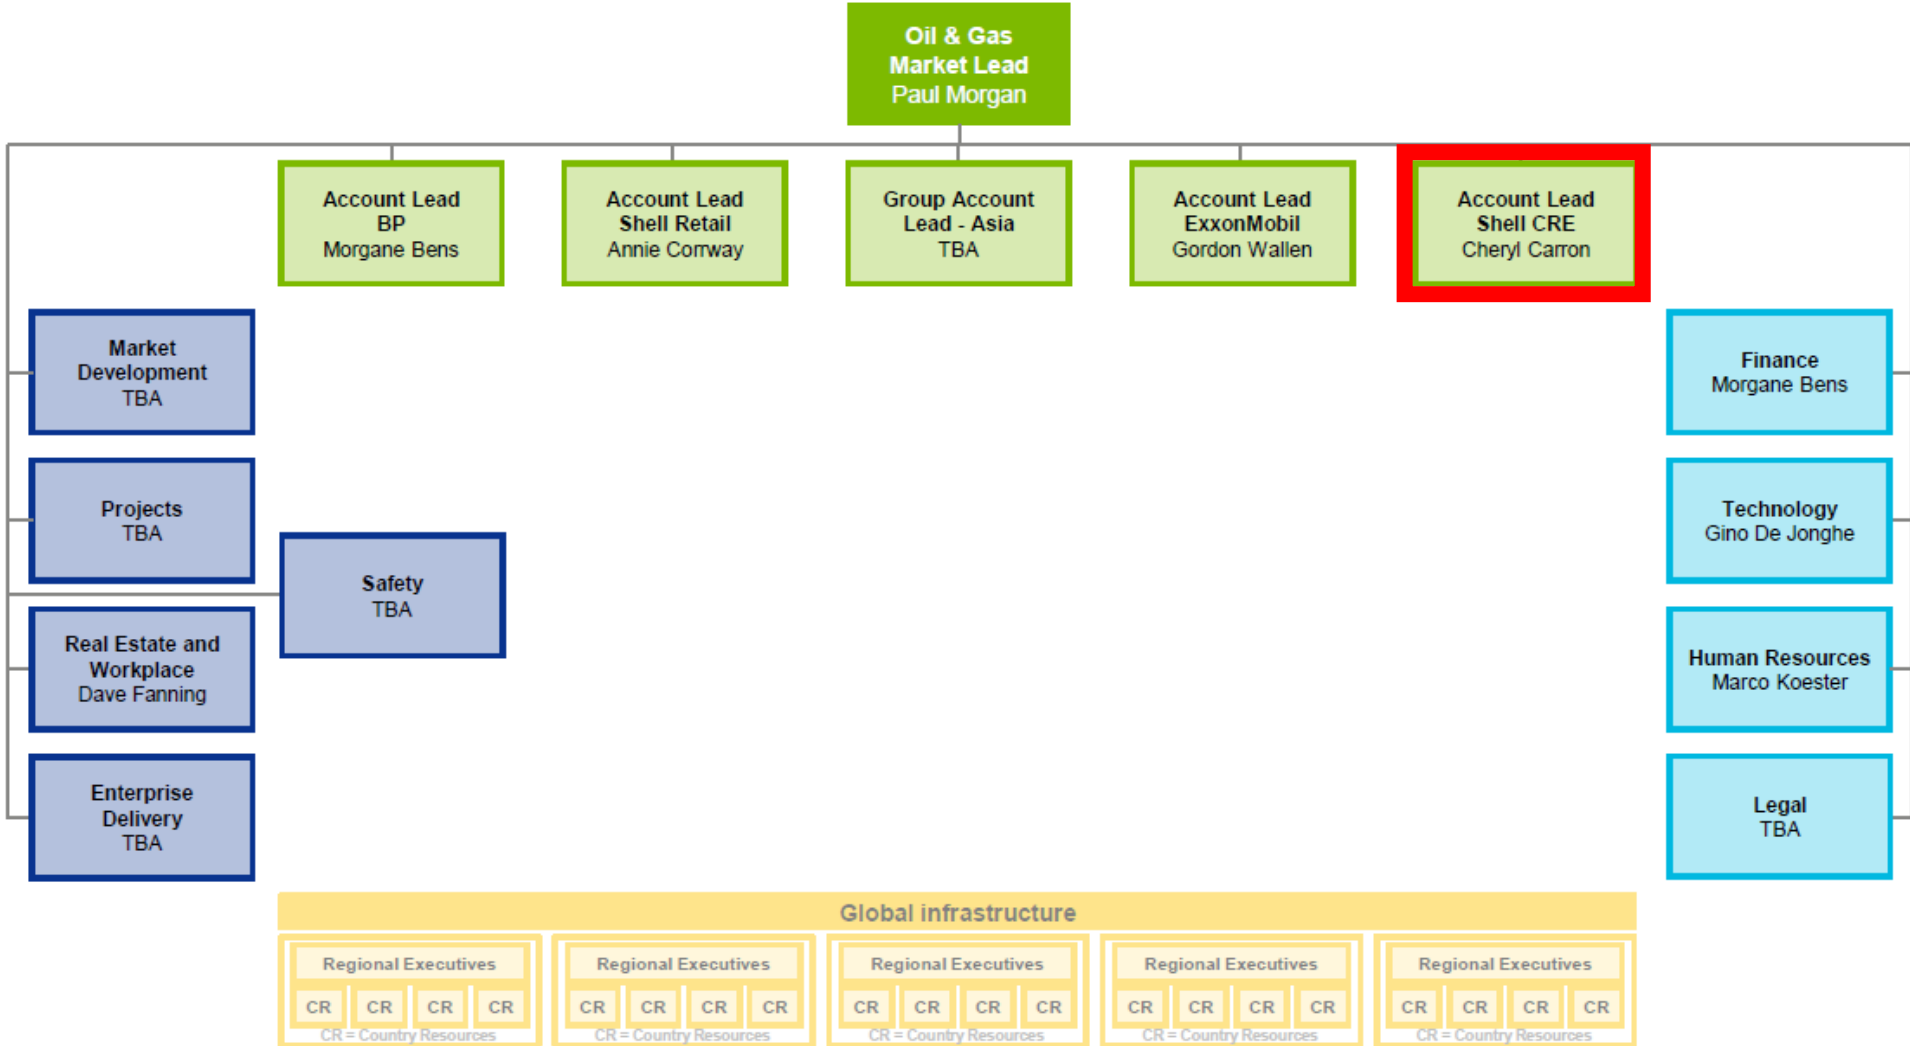 Oil & Gas
Market Lead
Paul Morgan
Account Lead
BP
Morgane Bens
Account Lead
Shell Retail
Annie Corrway
Group Account
Lead - Asia
TBA
Account Lead
ExxonMobil
Gordon Wallen
Account Lead
Shell CRE
Cheryl Carron
Market
Development
TBA
Projects
TBA
Real Estate and
Workplace
Dave Fanning
Enterprise
Delivery
TBA
Safety
TBA
Finance
Morgane Bens
Technology
Gino De Jonghe
Human Resources
Marco Koester
Legal
TBA
Global infrastructure
Regional Executives
CR CR CR CR
CR = Country Resources
Regional Executives
CR CR CR CR
CR = Country Resources
Regional Executives
CR CR CR CR
CR = Country Resources
Regional Executives
CR CR CR CR
CR = Country Resources
Regional Executives
CR CR CR CR
CR = Country Resources